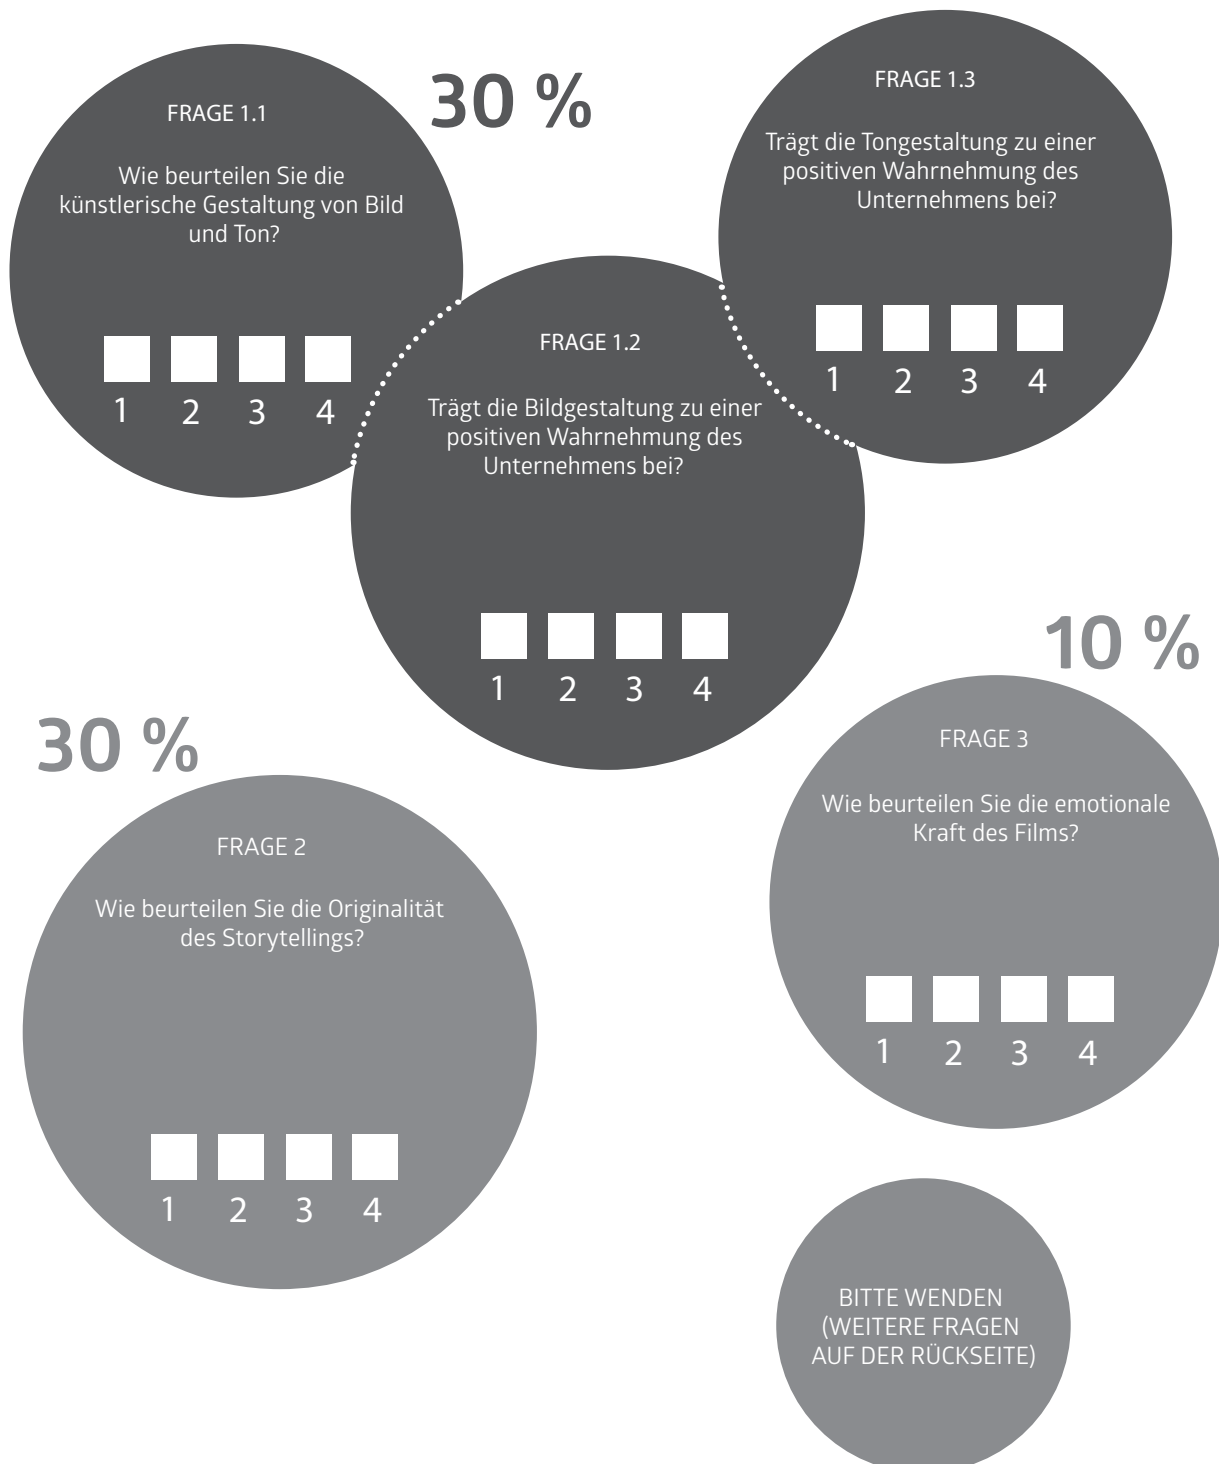 30 %
FRAGE 1.1
Wie beurteilen Sie die
künstlerische Gestaltung von Bild
und Ton?
1 2 3 4
FRAGE 1.2
Trägt die Bildgestaltung zu einer
positiven Wahrnehmung des
Unternehmens bei?
1 2 3 4
FRAGE 1.3
Trägt die Tongestaltung zu einer
positiven Wahrnehmung des
Unternehmens bei?
1 2 3 4
30 %
FRAGE 2
Wie beurteilen Sie die Originalität
des Storytellings?
1 2 3 4
10 %
FRAGE 3
Wie beurteilen Sie die emotionale
Kraft des Films?
1 2 3 4
BITTE WENDEN
(WEITERE FRAGEN
AUF DER RÜCKSEITE)